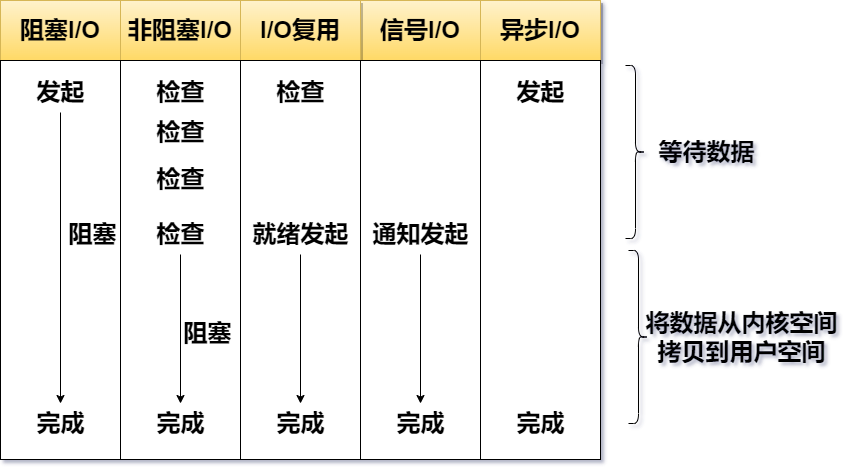 阻塞I/O 非阻塞I/O I/O复用 信号I/O 异步I/O
发起 检查 检查 发起
检查
等待数据
检查
阻塞 检查 就绪发起 通知发起
将数据从内核空间
阻塞
拷贝到用户空间
完成 完成 完成 完成 完成